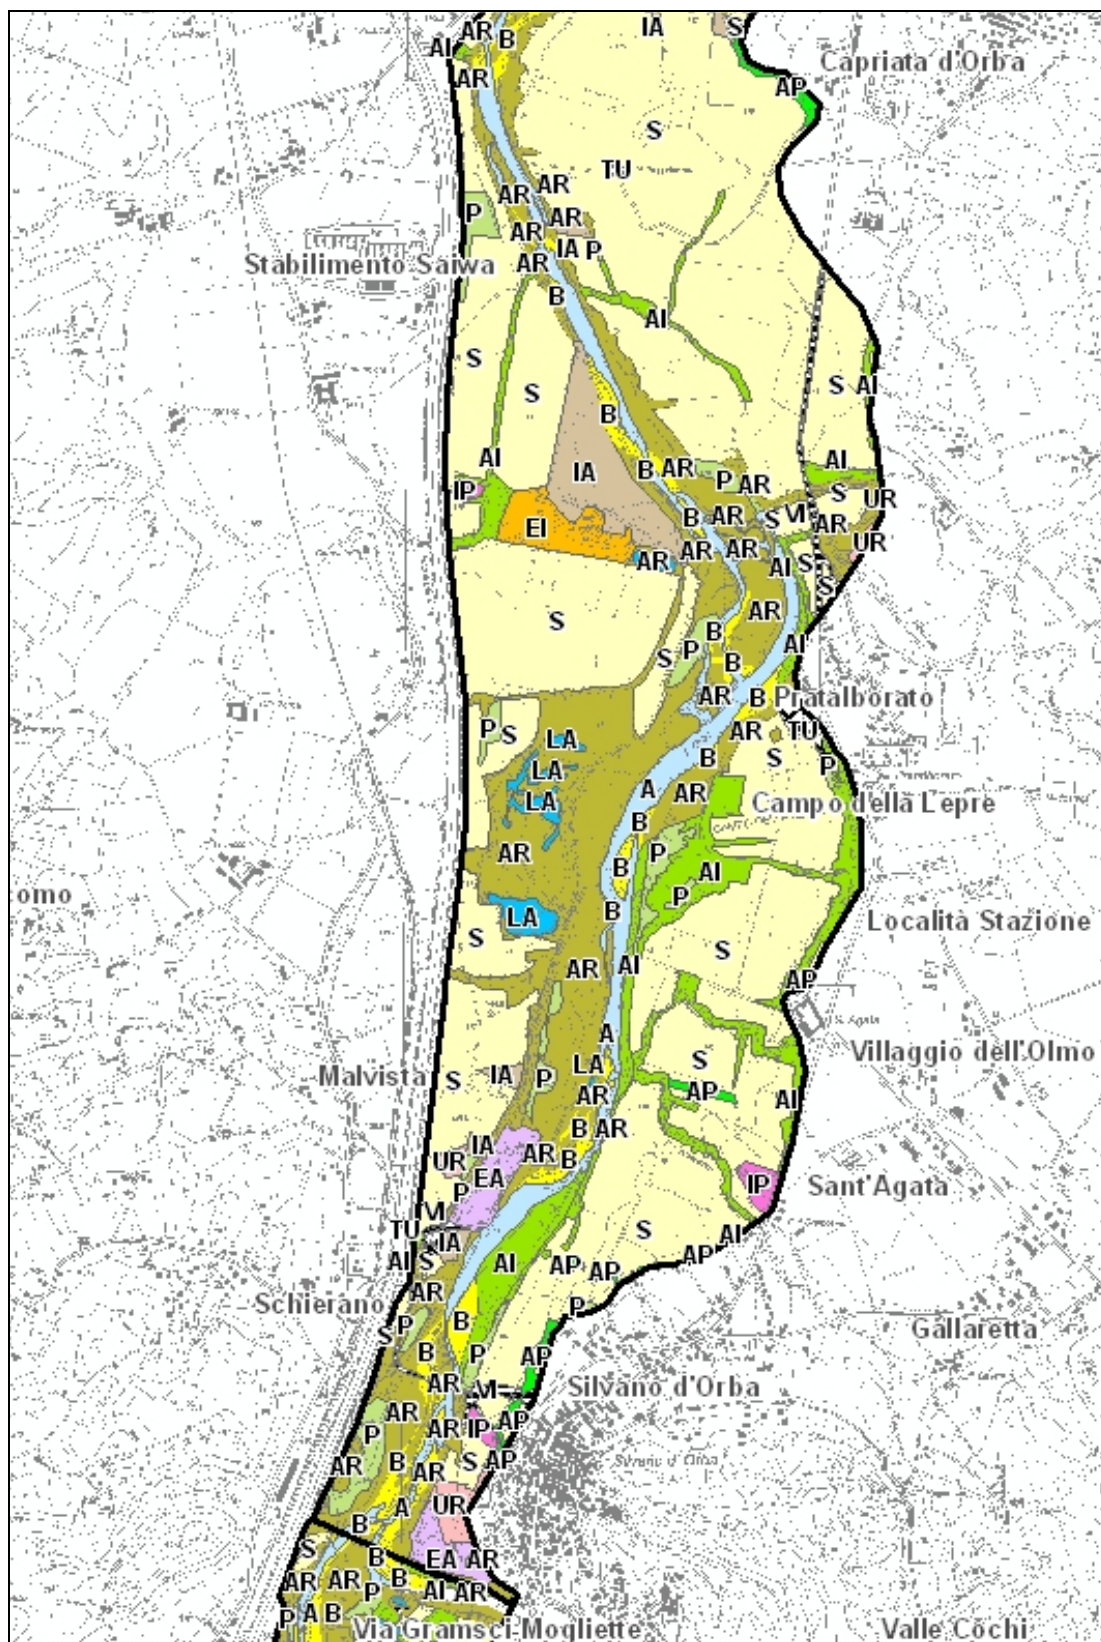 AR B IA S
AI
Capriata d'Orba
AR AP
S
TU
AR AR
P AR
AR IA P
Stabilimento Saiwa AR
B
AI
S S AI
S
B
AI IA B AR P AR AI
IP S UR
EI B AR S VI AR
AR AR AR UR
AI S
S
AR
S B
P AI
S B
AR B Pratalborato
P S LA AR TU
B S P
LA
A AR Campo della Lepre
LA
B
AR P
B AI
P
omo LA B Località Stazione
S S
AR AI AP
A Villaggio dell'Olmo
LA S
Malvista S IA P AP
AR AI
B AR
IA AR B
UR EA IP Sant'Agata
P
VI
TU IA S AI
AI S AI AP AP AP
AR
Schierano P
S P B Gallaretta
B P AP
AR VI Silvano d'Orba
AR AR IP AP
P
AR B AR S AP
Silvano d'Orba
A UR
B
S B EA AR
AR AR P B AI AR
P A B Via Gramsci-Mogliette Valle Cochi